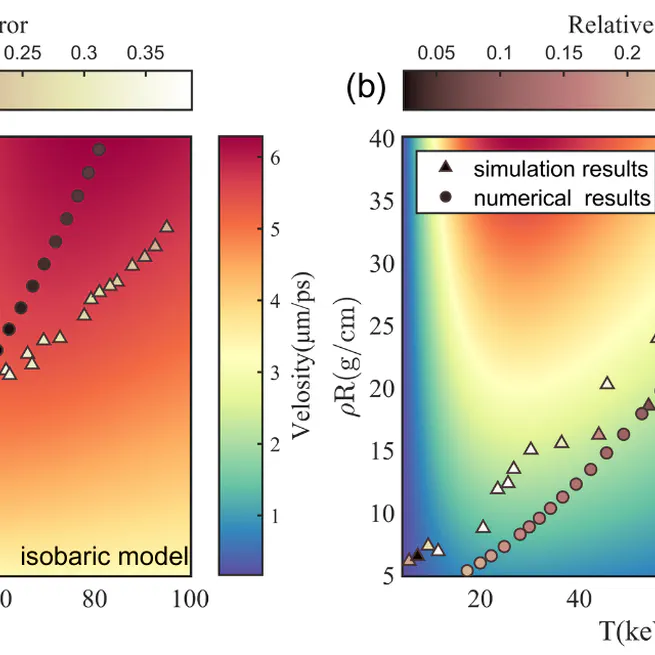 ror
0.25 0.3 0.35
6
5
4
3
2
1
Velosity(μm/ps)
isobaric model
0 80 100
(b)
Relative
0.05 0.1 0.15 0.2
40
35
30
25
20
15
10
5
ρR(g/cm)
simulation results
numerical results
20 40
T(keV